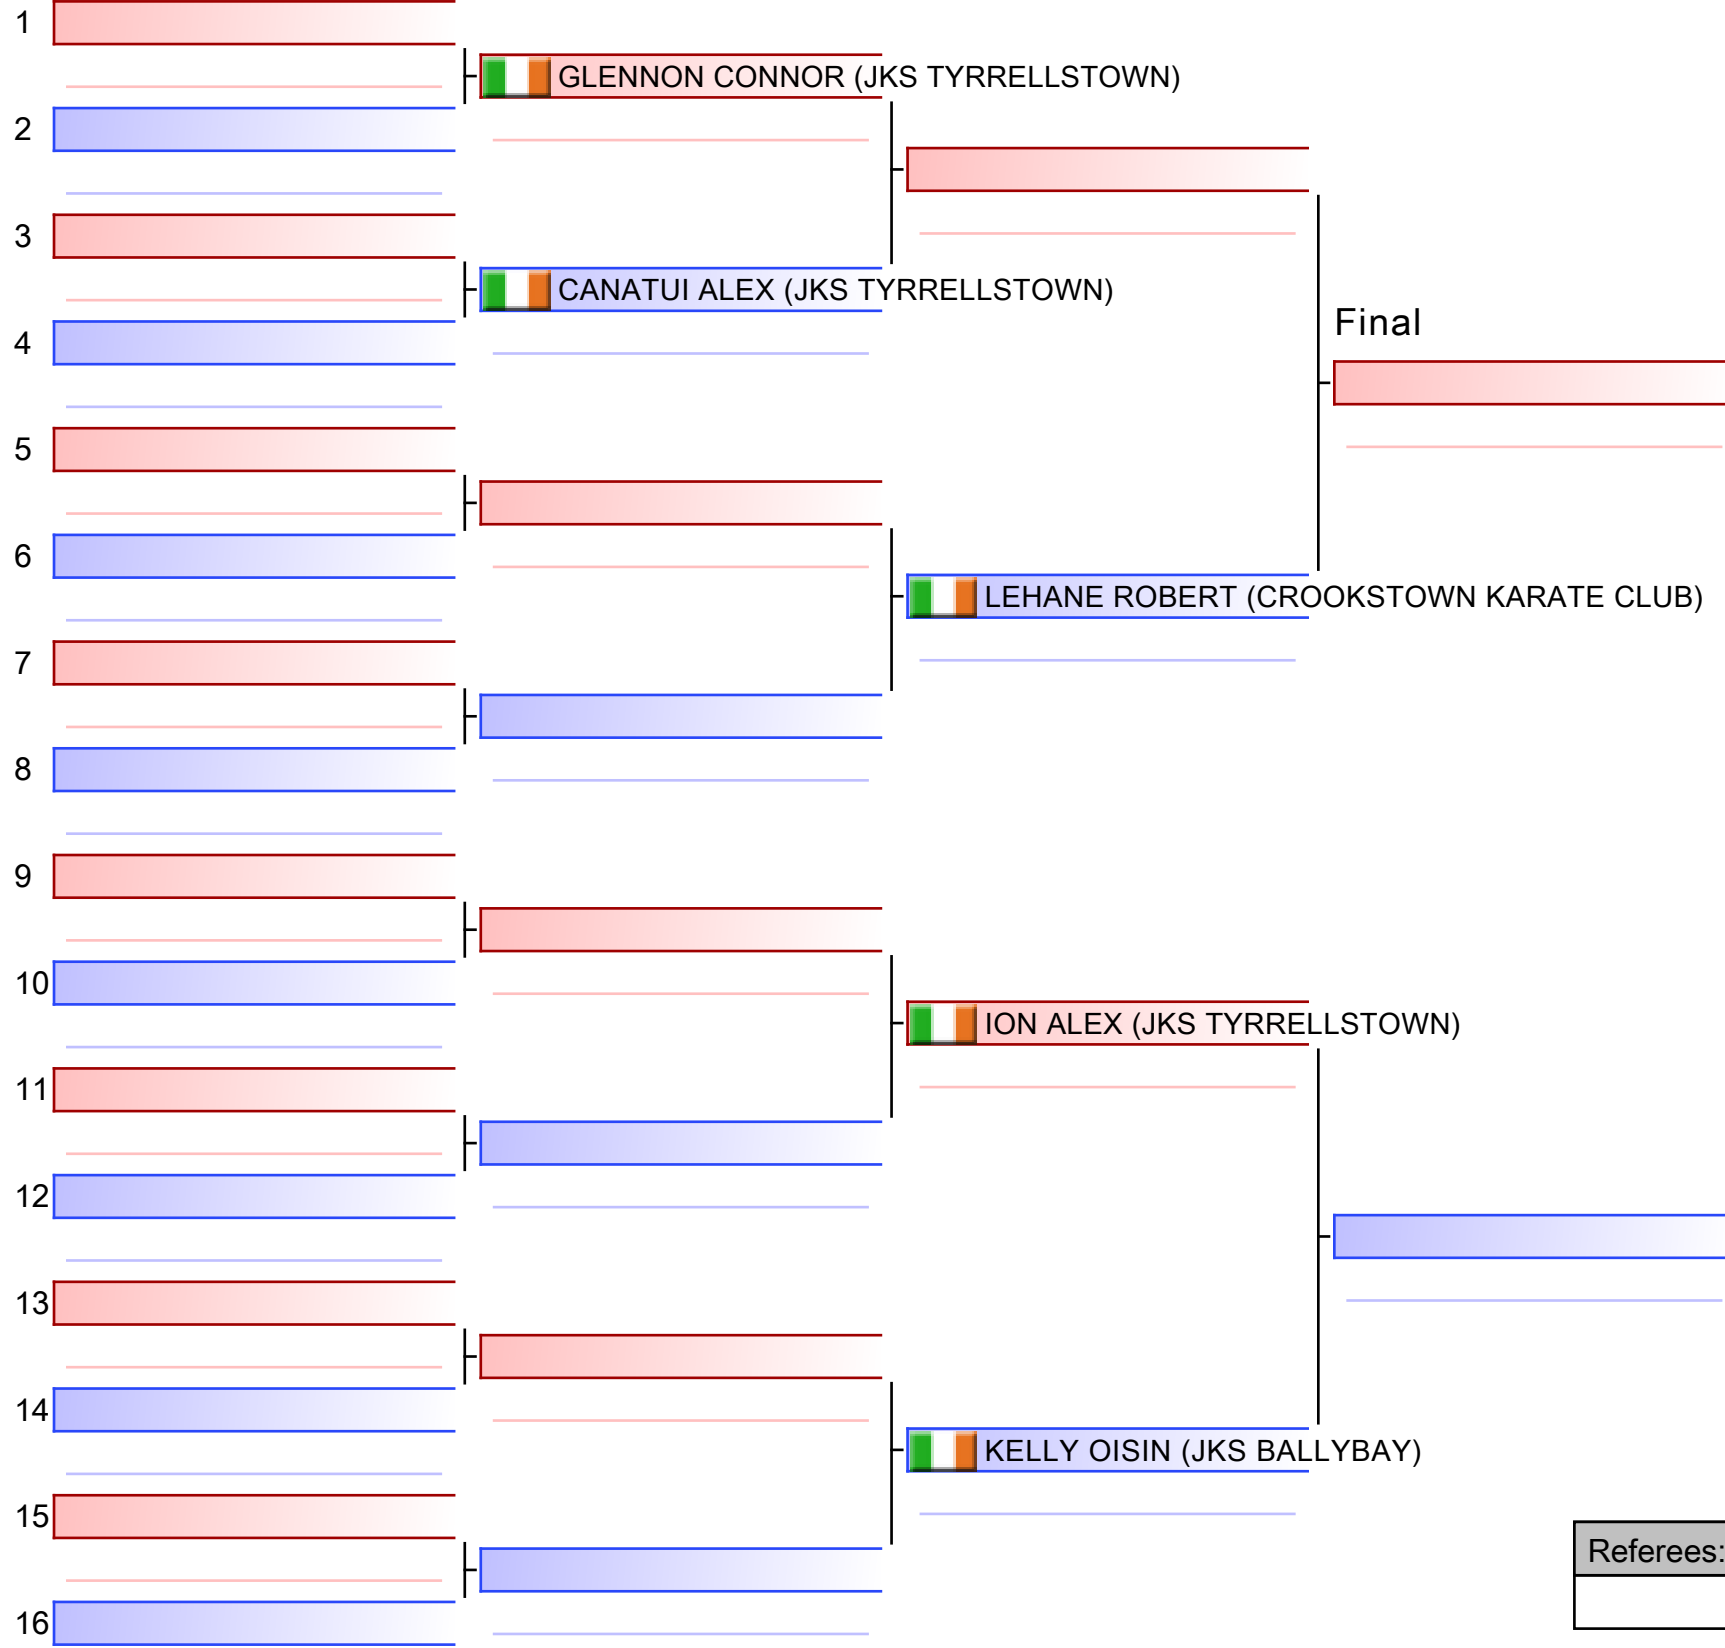 1
GLENNON CONNOR (JKS TYRRELLSTOWN)
2
3
CANATUI ALEX (JKS TYRRELLSTOWN)
4
Final
5
6
LEHANE ROBERT (CROOKSTOWN KARATE CLUB)
7
8
9
10
ION ALEX (JKS TYRRELLSTOWN)
11
12
13
14
KELLY OISIN (JKS BALLYBAY)
15
Referees:
16